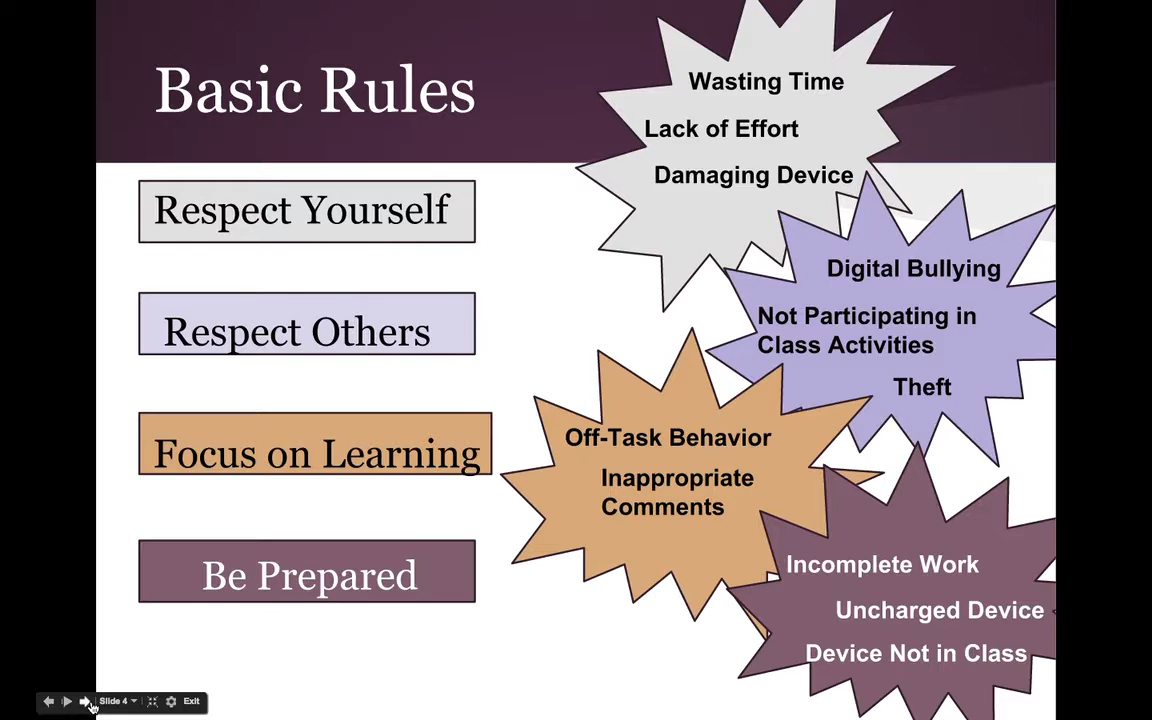 Basic Rules
Respect Yourself
Respect Others
Focus on Learning
Be Prepared
Wasting Time
Lack of Effort
Damaging Device
Digital Bullying
Not Participating in
Class Activities
Theft
Off-Task Behavior
Inappropriate
Comments
Incomplete Work
Uncharged Device
Device Not in Class
Slide 4
Exit